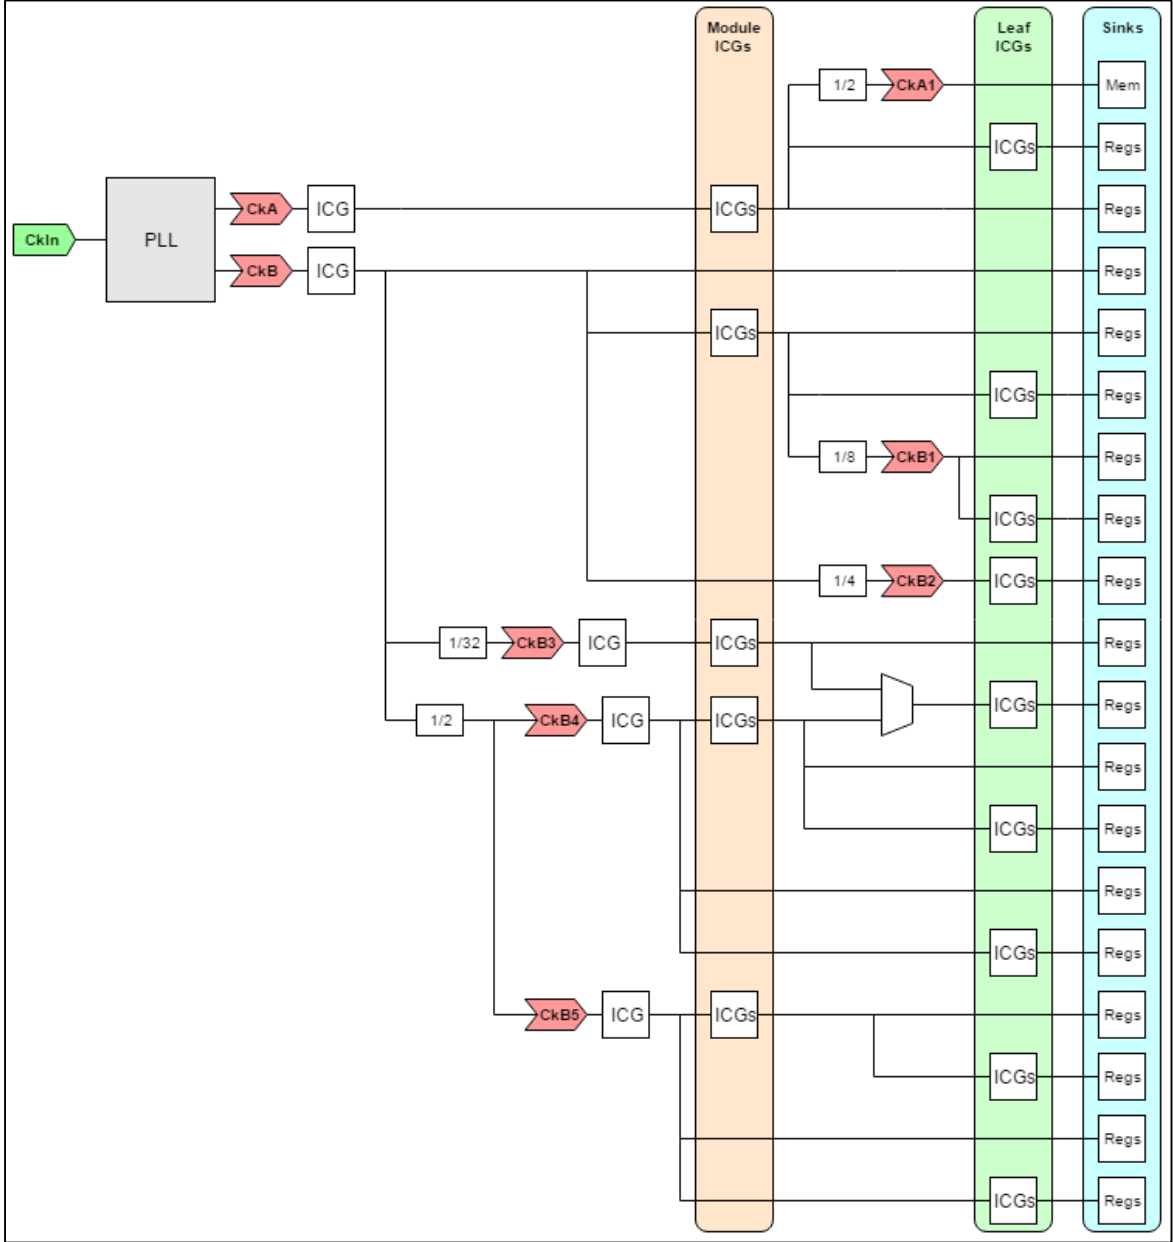 Module
ICGs
Leaf
ICGs
Sinks
1/2
CkA1
Mem
ICGs
Regs
CkA
ICG
ICGs
Regs
CkIn
PLL
CkB
ICG
Regs
ICGs
Regs
ICGs
Regs
1/8
CkB1
Regs
ICGs
Regs
1/4
CkB2
ICGs
Regs
1/32
CkB3
ICG
ICGs
Regs
ICGs
Regs
1/2
CkB4
ICG
ICGs
Regs
ICGs
Regs
Regs
ICGs
Regs
CkB5
ICG
ICGs
Regs
ICGs
Regs
Regs
ICGs
Regs